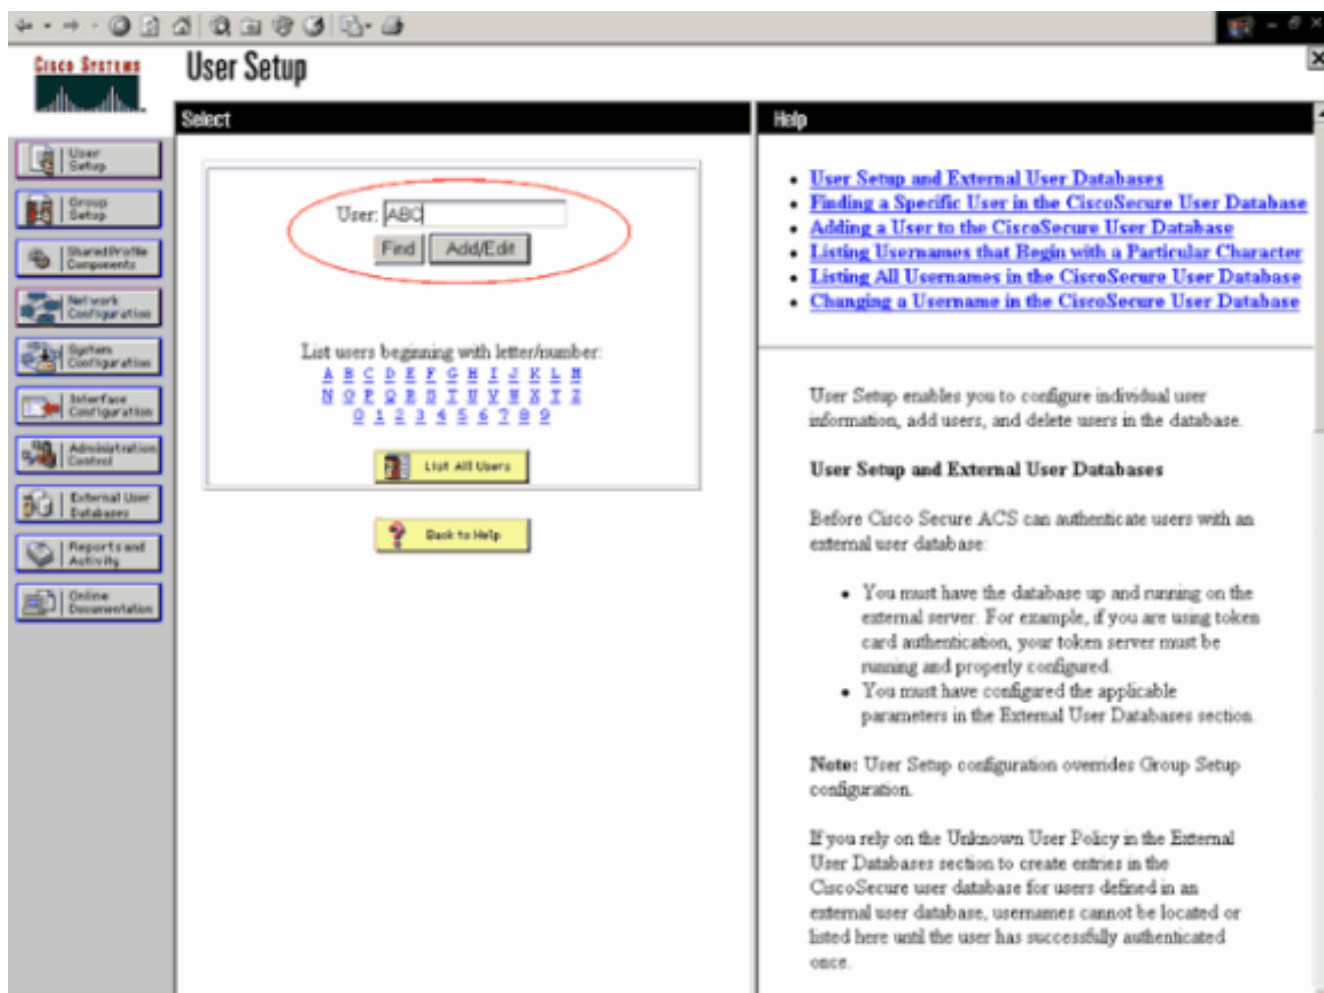 CISCO SYSTEMS
User Setup
Select
Help
User
Setup
Group
Setup
Shared Profile
Components
Network
Configuration
System
Configuration
Interface
Configuration
Administration
Control
External User
Databases
Reports and
Activity
Online
Documentation
User: ABC
Find Add/Edit
List users beginning with letter/number:
A B C D E F G H I J K L M
N O P Q R S T U V W X Y Z
0 1 2 3 4 5 6 7 8 9
List All Users
Back to Help
User Setup and External User Databases
Finding a Specific User in the CiscoSecure User Database
Adding a User to the CiscoSecure User Database
Listing Usernames that Begin with a Particular Character
Listing All Usernames in the CiscoSecure User Database
Changing a Username in the CiscoSecure User Database
User Setup enables you to configure individual user
information, add users, and delete users in the database.
User Setup and External User Databases
Before Cisco Secure ACS can authenticate users with an
external user database:
You must have the database up and running on the
external server. For example, if you are using token
card authentication, your token server must be
running and properly configured.
You must have configured the applicable
parameters in the External User Databases section.
Note: User Setup configuration overrides Group Setup
configuration.
If you rely on the Unknown User Policy in the External
User Databases section to create entries in the
CiscoSecure user database for users defined in an
external user database, usernames cannot be located or
listed here until the user has successfully authenticated
once.